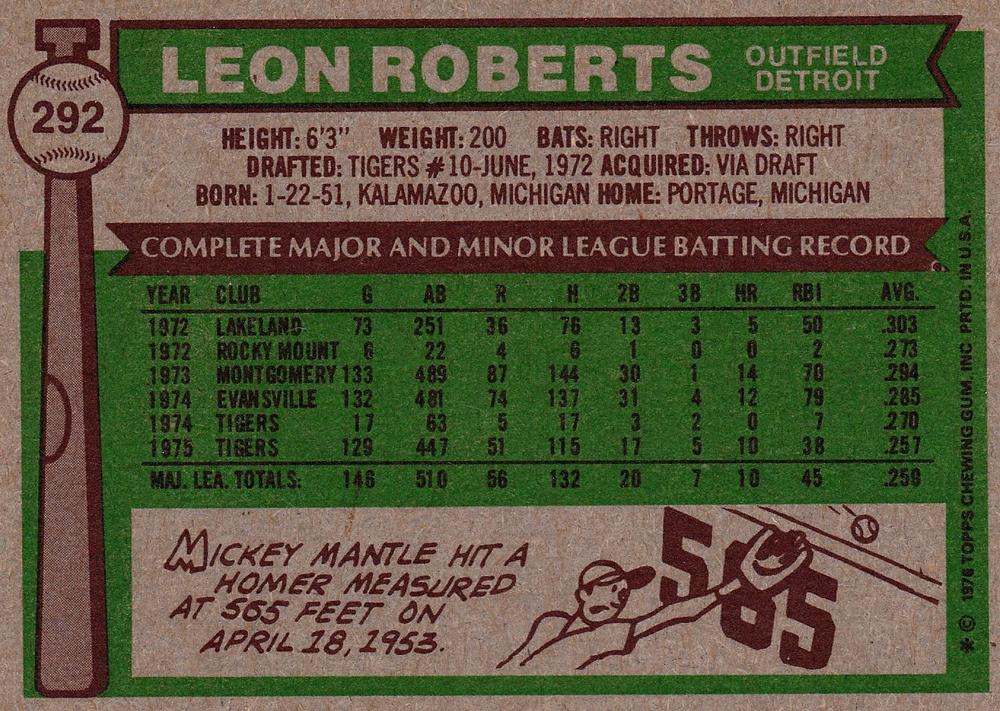 292
LEON ROBERTS OUTFIELD DETROIT
HEIGHT: 6'3" WEIGHT: 200 BATS: RIGHT THROWS: RIGHT
DRAFTED: TIGERS #10-JUNE, 1972 ACQUIRED: VIA DRAFT
BORN: 1-22-51, KALAMAZOO, MICHIGAN HOME: PORTAGE, MICHIGAN
COMPLETE MAJOR AND MINOR LEAGUE BATTING RECORD
YEAR CLUB G AB R H 2B 3B HR RBI AVG.
1972 LAKELAND 73 251 36 76 13 3 5 50 .303
1972 ROCKY MOUNT 6 22 4 6 1 0 0 2 .273
1973 MONTGOMERY 133 489 87 144 30 1 14 70 .294
1974 EVANSVILLE 132 481 74 137 31 4 12 79 .285
1974 TIGERS 17 63 5 17 3 2 0 7 .270
1975 TIGERS 129 447 51 115 17 5 10 38 .257
MAJ. LEA. TOTALS: 146 510 56 132 20 7 10 45 .259
MICKEY MANTLE HIT A
HOMER MEASURED
AT 565 FEET ON
APRIL 18, 1953.
565
* © 1976 TOPPS CHEWING GUM, INC PRTD. IN U.S.A.